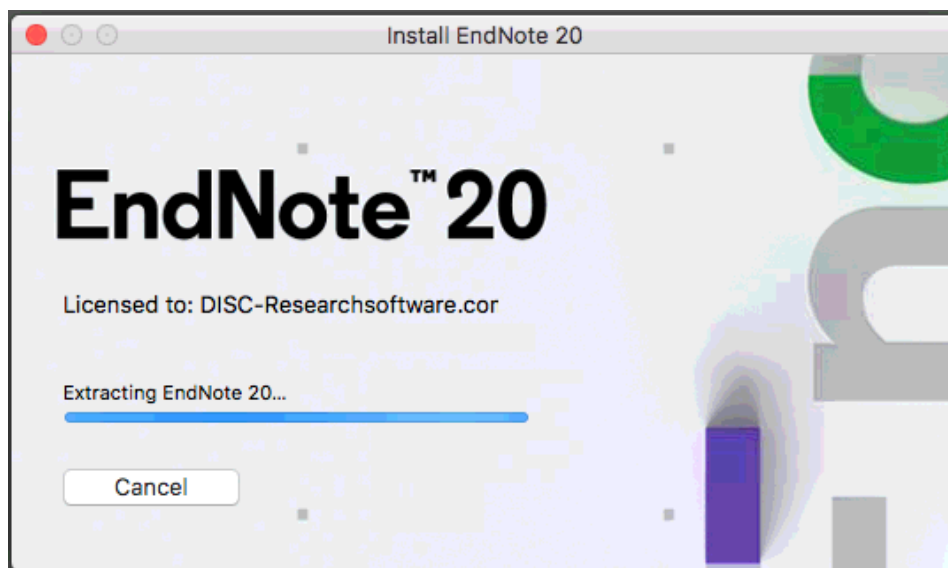 Install EndNote 20
EndNote™ 20
Licensed to: DISC-Researchsoftware.cor
Extracting EndNote 20...
Cancel